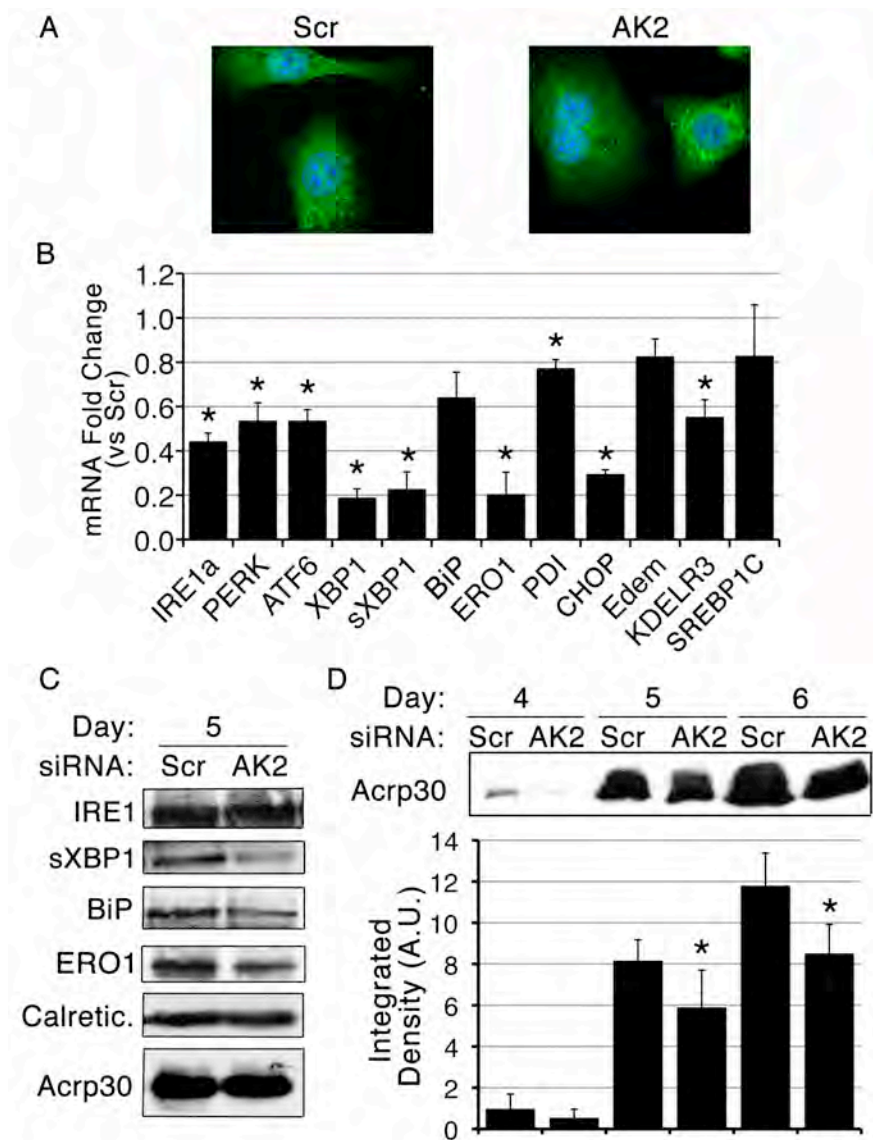 A
Scr
AK2
B
mRNA Fold Change
(vs Scr)
1.2
1.0
0.8
0.6
0.4
0.2
0.0
* * * * * * * * *
IRE1a
PERK
ATF6
XBP1
sXBP1
BiP
ERO1
PDI
CHOP
Edem
KDELR3
SREBP1C
C
Day: 5
siRNA: Scr AK2
IRE1
sXBP1
BiP
ERO1
Calretic.
Acrp30
D
Day: 4 5 6
siRNA: Scr AK2 Scr AK2 Scr AK2
Acrp30
Integrated
Density (A.U.)
14
12
10
8
6
4
2
0
* *